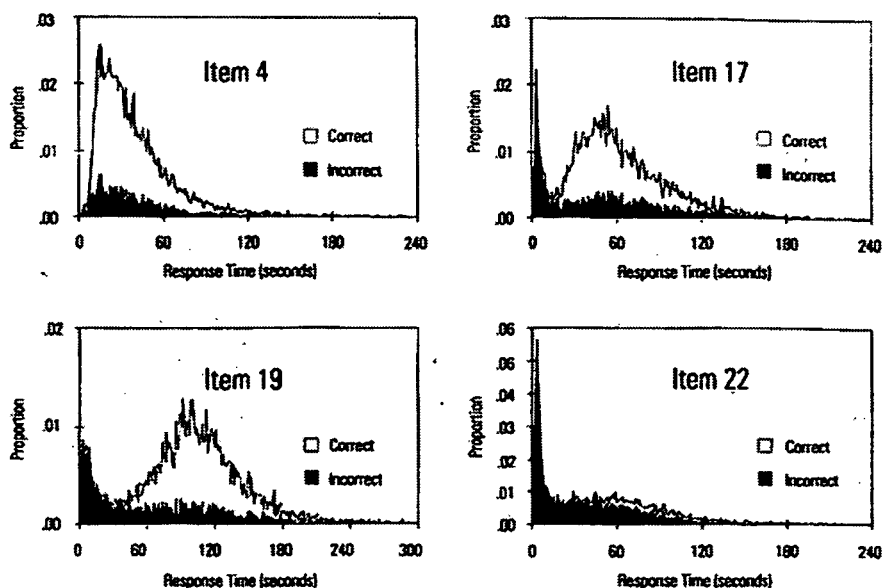 Item 4
Proportion
.03
.02
.01
.00
Correct
Incorrect
0 60 120 180 240
Response Time (seconds)
Item 17
Proportion
.03
.02
.01
.00
Correct
Incorrect
0 60 120 180 240
Response Time (seconds)
Item 19
Proportion
.02
.01
.00
Correct
Incorrect
0 60 120 180 240 300
Response Time (seconds)
Item 22
Proportion
.06
.05
.04
.03
.02
.01
.00
Correct
Incorrect
0 60 120 180 240
Response Time (seconds)